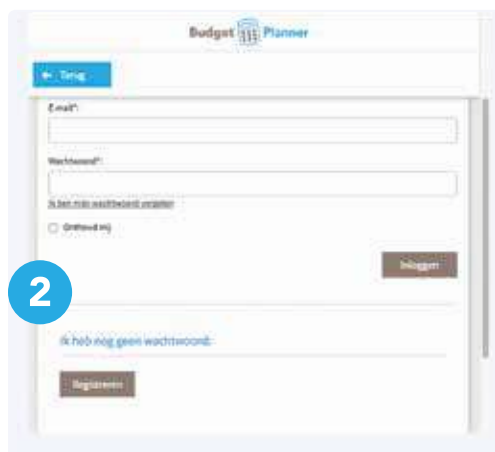 Budget Planner
← Terug
E-mail*:
Wachtwoord*:
Ik ben mijn wachtwoord vergeten
Onthoud mij
Inloggen
2
Ik heb nog geen wachtwoord:
Registreren